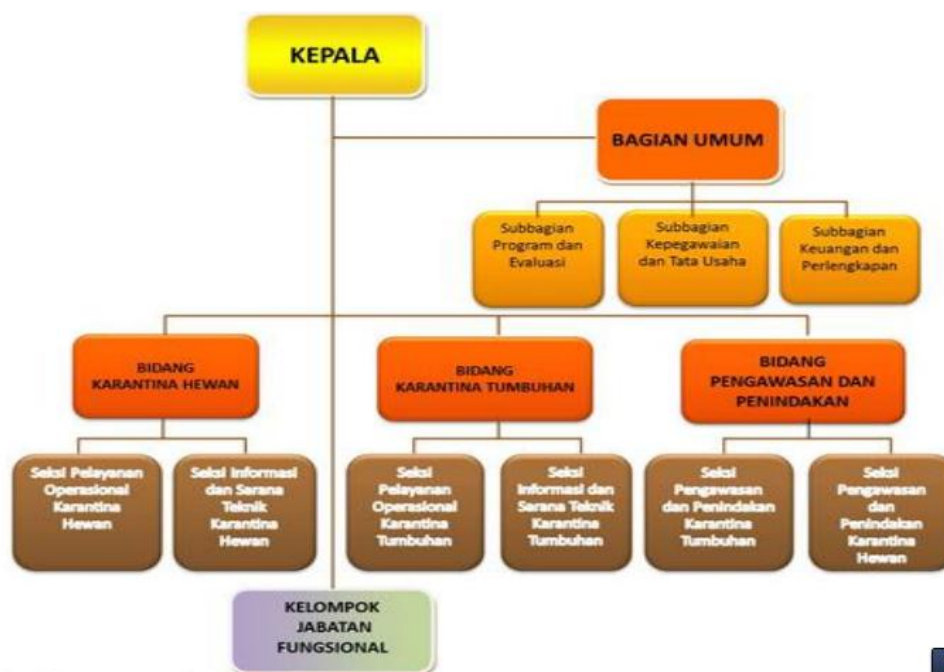 KEPALA
BAGIAN UMUM
Subbagian
Program dan
Evaluasi
Subbagian
Kepegawaian
dan Tata Usaha
Subbagian
Keuangan dan
Perlengkapan
BIDANG
KARANTINA HEWAN
BIDANG
KARANTINA TUMBUHAN
BIDANG
PENGAWASAN DAN
PENINDAKAN
Seksi Pelayanan
Operasional
Karantina
Hewan
Seksi Informasi
dan Sarana
Teknik
Karantina
Hewan
Seksi
Pelayanan
Operasional
Karantina
Tumbuhan
Seksi
Informasi dan
Sarana Teknik
Karantina
Tumbuhan
Seksi
Pengawasan
dan Penindakan
Karantina
Tumbuhan
Seksi
Pengawasan
dan
Penindakan
Karantina
Hewan
KELOMPOK
JABATAN
FUNGSIONAL